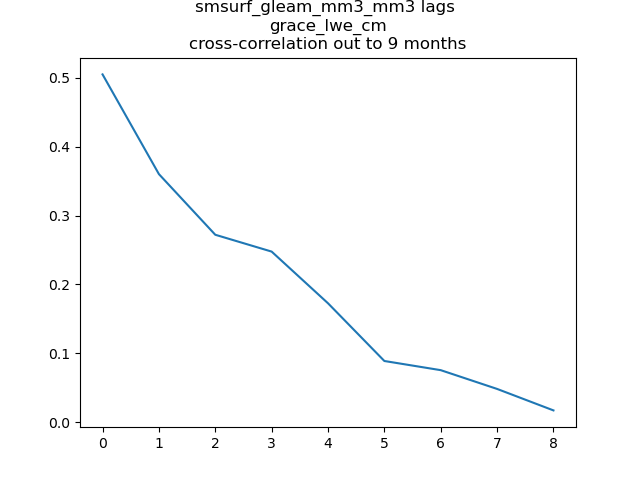 smsurf_gleam_mm3_mm3 lags
grace_lwe_cm
cross-correlation out to 9 months
0.5
0.4
0.3
0.2
0.1
0.0
0 1 2 3 4 5 6 7 8